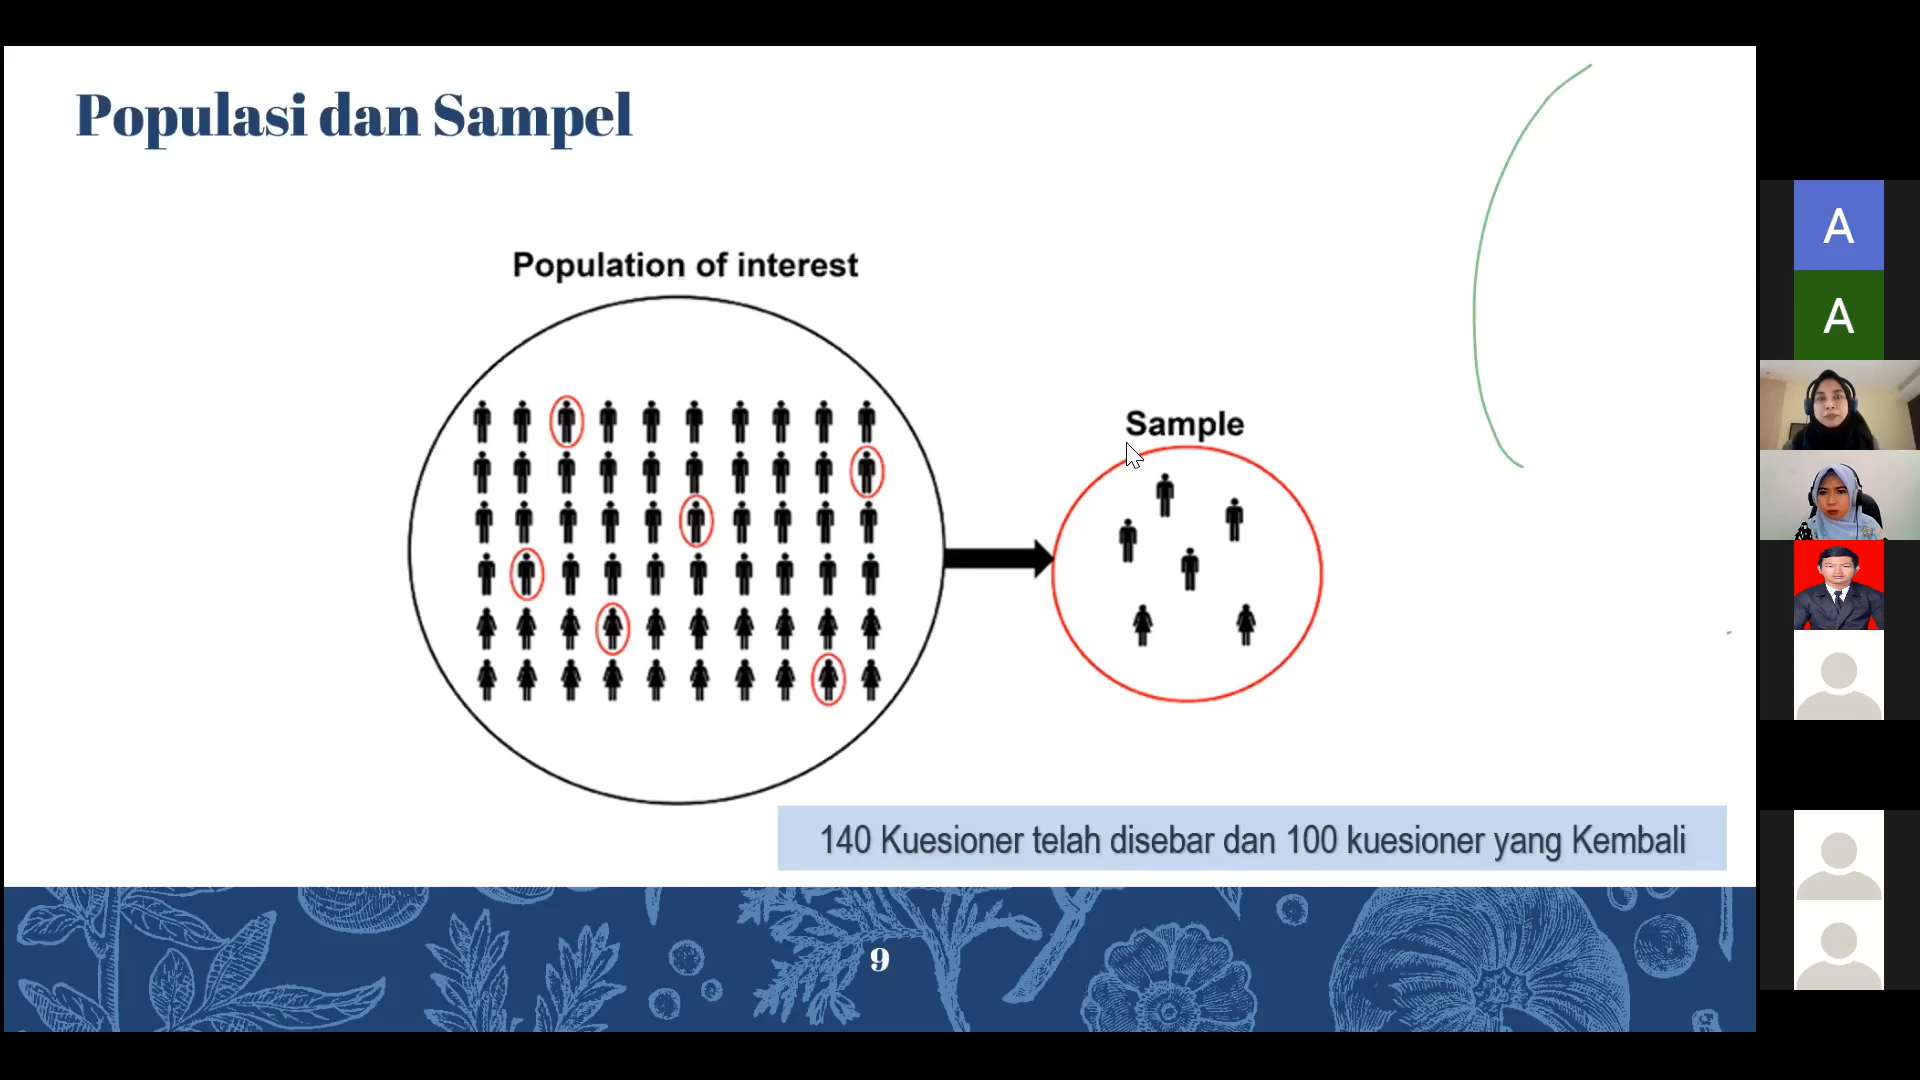 Populasi dan Sampel
Population of interest
Sample
140 Kuesioner telah disebar dan 100 kuesioner yang Kembali
9
A
A